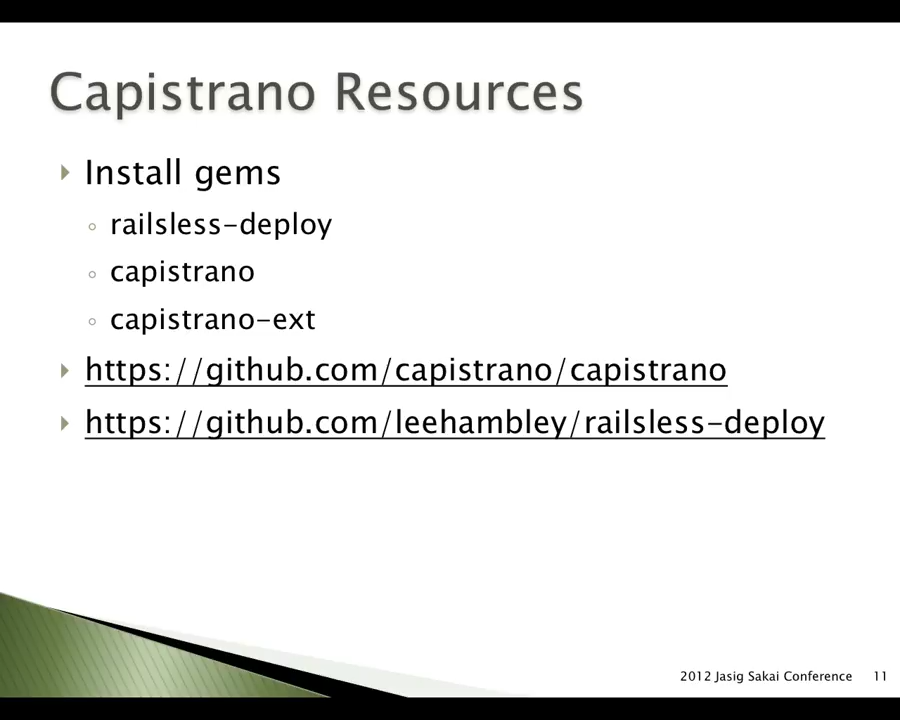 Capistrano Resources
Install gems
railsless-deploy
capistrano
capistrano-ext
https://github.com/capistrano/capistrano
https://github.com/leehambley/railsless-deploy
2012 Jasig Sakai Conference 11